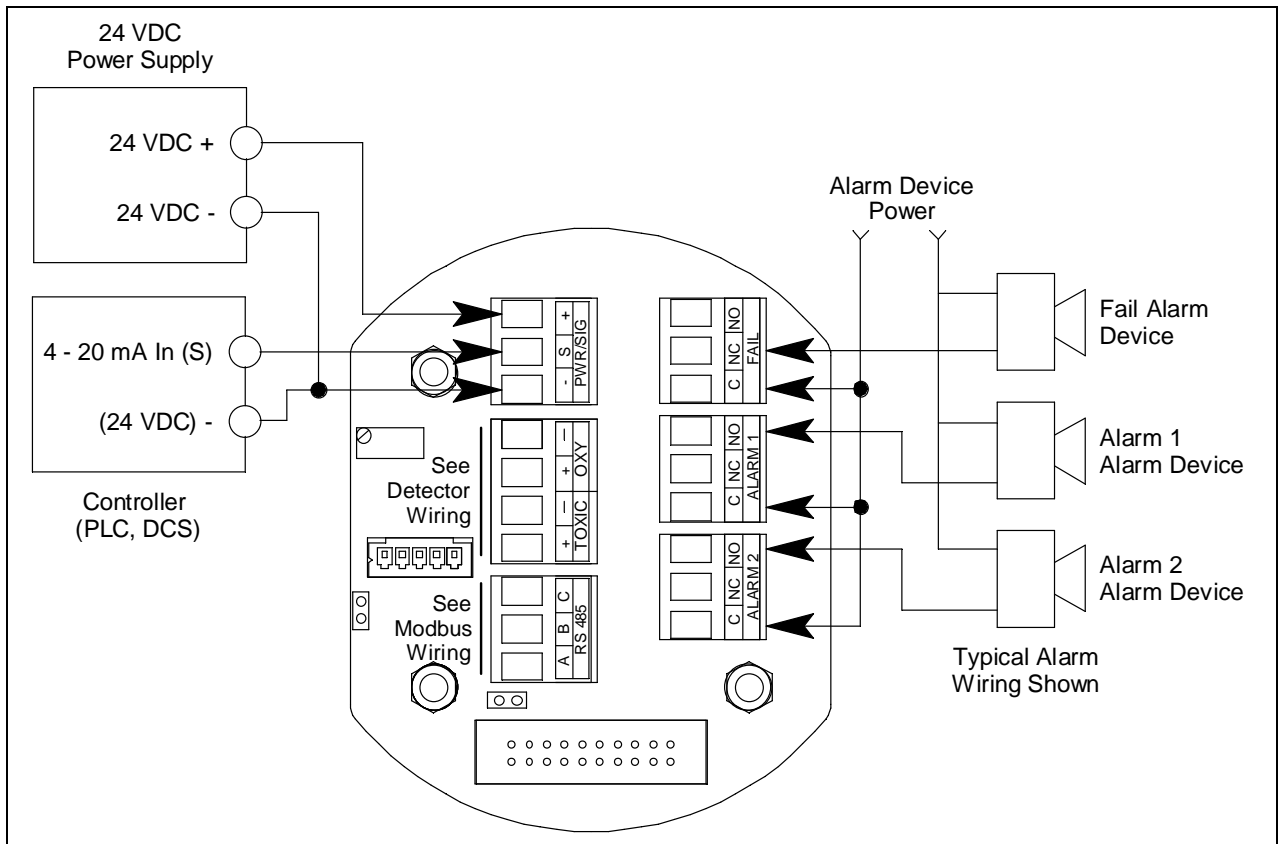 24 VDC
Power Supply
24 VDC +
24 VDC -
4 - 20 mA In (S)
(24 VDC) -
Controller
(PLC, DCS)
+
S
-
PWR/SIG
See
Detector
Wiring
–
+
OXY
–
+
TOXIC
See
Modbus
Wiring
C
B
A
RS 485
Alarm Device
Power
NO
NC
C
FAIL
NO
NC
C
ALARM 1
NO
NC
C
ALARM 2
Fail Alarm
Device
Alarm 1
Alarm Device
Alarm 2
Alarm Device
Typical Alarm
Wiring Shown